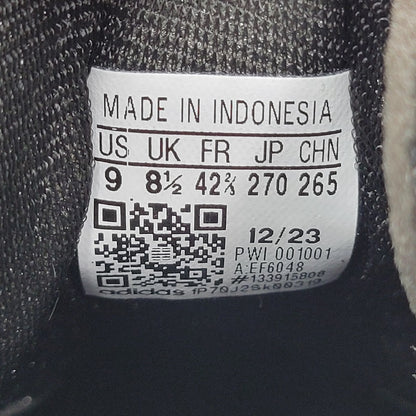 MADE IN INDONESIA
US UK FR JP CHN
9 8½ 42⅔ 270 265
12/23
PWI 001001
A:EF6048
#133915808
adidas 1P70J2Sk00319